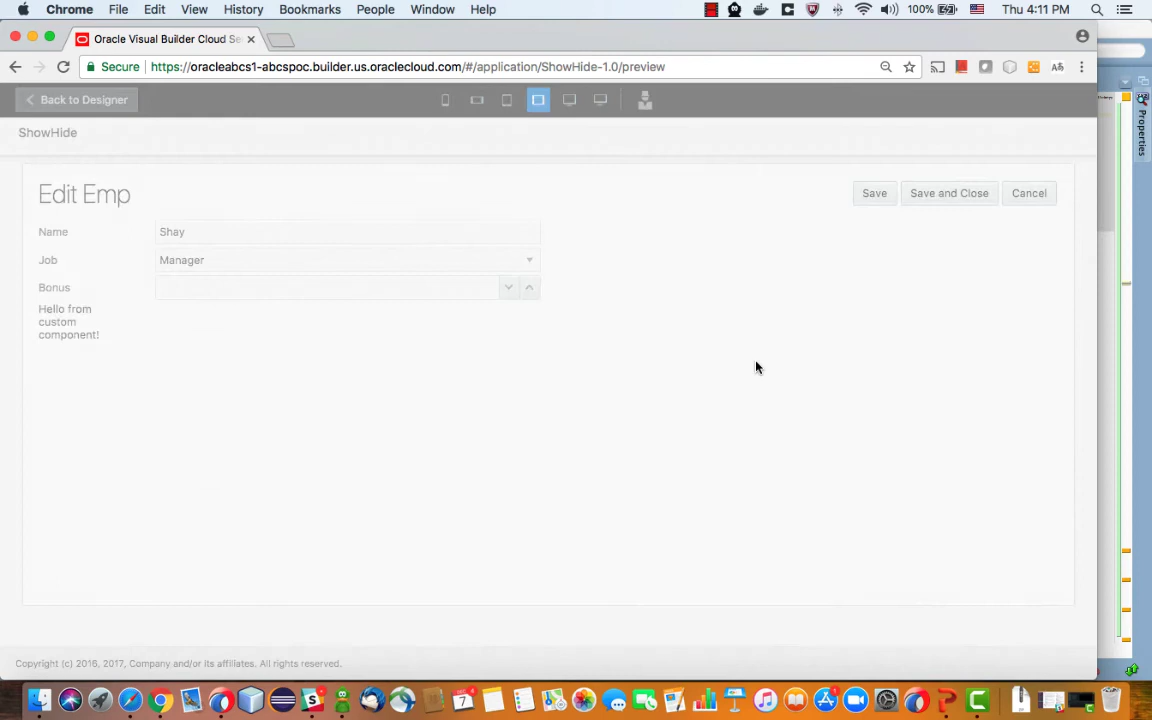 Chrome File Edit View History Bookmarks People Window Help 100% Thu 4:11 PM
Oracle Visual Builder Cloud Se
Secure https://oracleabcs1-abcspoc.builder.us.oraclecloud.com/#/application/ShowHide-1.0/preview
Back to Designer
Properties
ShowHide
Edit Emp
Save Save and Close Cancel
Name Shay
Job Manager
Bonus
Hello from
custom
component!
Copyright (c) 2016, 2017, Company and/or its affiliates. All rights reserved.